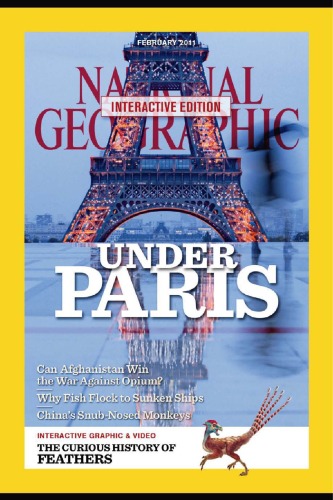 FEBRUARY 2011
NATIONAL
INTERACTIVE EDITION
GEOGRAPHIC
UNDER
PARIS
Can Afghanistan Win
the War Against Opium?
Why Fish Flock to Sunken Ships
China's Snub-Nosed Monkeys
INTERACTIVE GRAPHIC & VIDEO
THE CURIOUS HISTORY OF
FEATHERS